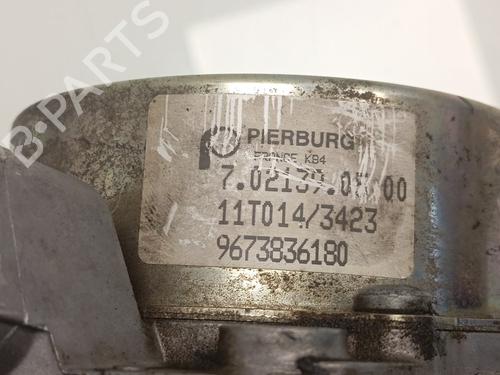 B-PARTS
PIERBURG
FRANCE KB4
11T014/3423
9673836180